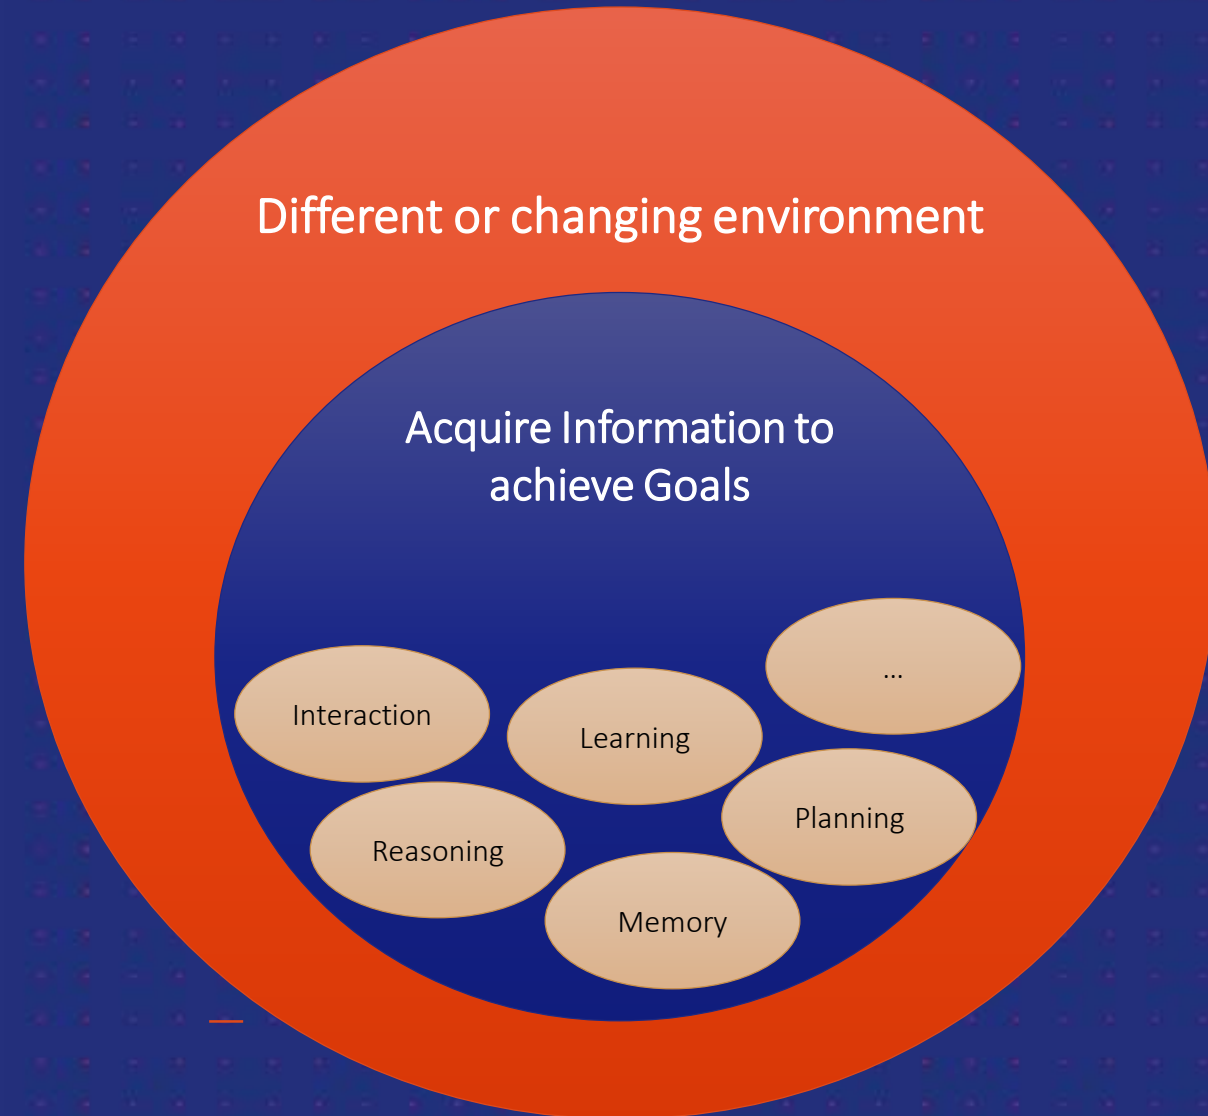 Different or changing environment
Acquire Information to
achieve Goals
...
Interaction
Learning
Planning
Reasoning
Memory